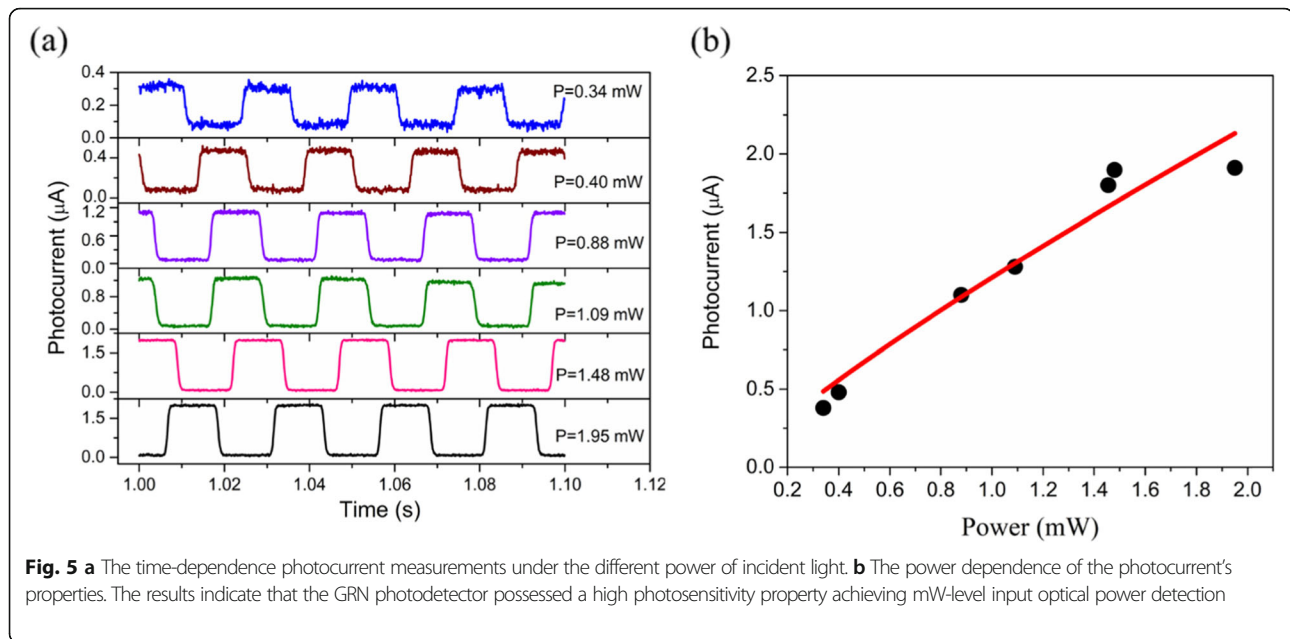 (a)
0.4
0.3
0.0
P=0.34 mW
0.4
0.0
P=0.40 mW
1.2
0.6
0.0
P=0.88 mW
0.8
0.0
P=1.09 mW
1.5
0.0
P=1.48 mW
1.5
0.0
P=1.95 mW
Photocurrent (μA)
1.00 1.02 1.04 1.06 1.08 1.10 1.12
Time (s)
(b)
2.5
2.0
1.5
1.0
0.5
0.0
Photocurrent (μA)
0.2 0.4 0.6 0.8 1.0 1.2 1.4 1.6 1.8 2.0
Power (mW)
Fig. 5 a The time-dependence photocurrent measurements under the different power of incident light. b The power dependence of the photocurrent's
properties. The results indicate that the GRN photodetector possessed a high photosensitivity property achieving mW-level input optical power detection